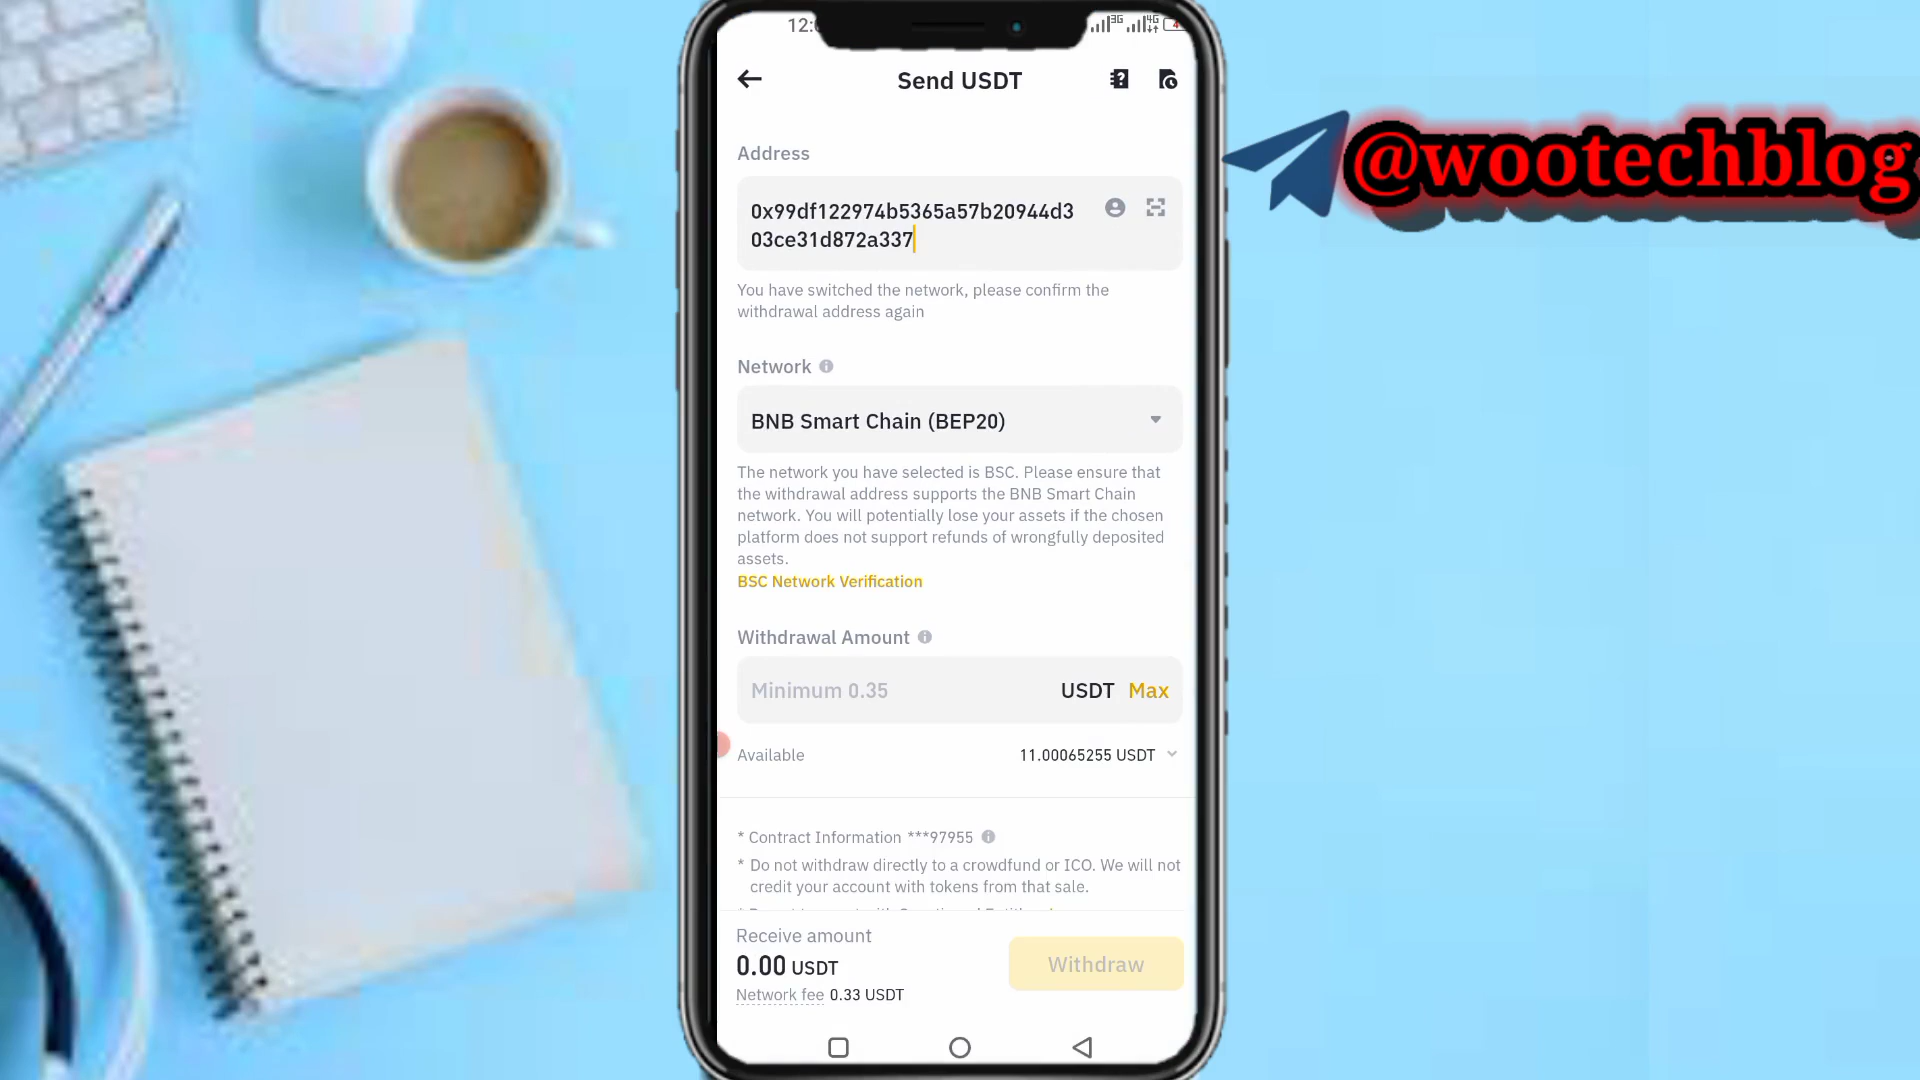 12:
3G 4G
Send USDT
@wootechblog
Address
0x99df122974b5365a57b20944d3
03ce31d872a337
You have switched the network, please confirm the
withdrawal address again
Network
BNB Smart Chain (BEP20)
The network you have selected is BSC. Please ensure that
the withdrawal address supports the BNB Smart Chain
network. You will potentially lose your assets if the chosen
platform does not support refunds of wrongfully deposited
assets.
BSC Network Verification
Withdrawal Amount
Minimum 0.35 USDT Max
Available 11.00065255 USDT
* Contract Information ***97955
* Do not withdraw directly to a crowdfund or ICO. We will not
credit your account with tokens from that sale.
Receive amount
0.00 USDT
Withdraw
Network fee 0.33 USDT